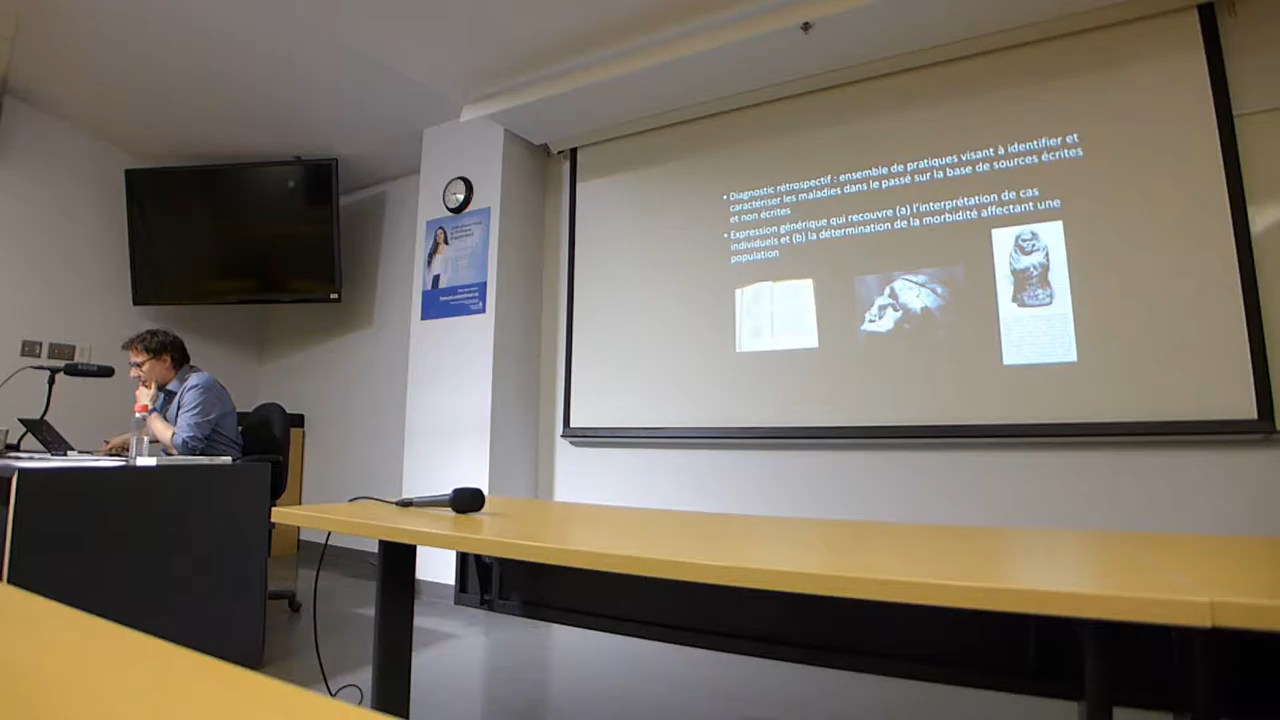 • Diagnostic rétrospectif : ensemble de pratiques visant à identifier et
caractériser les maladies dans le passé sur la base de sources écrites
et non écrites
• Expression générique qui recouvre (a) l'interprétation de cas
individuels et (b) la détermination de la morbidité affectant une
population